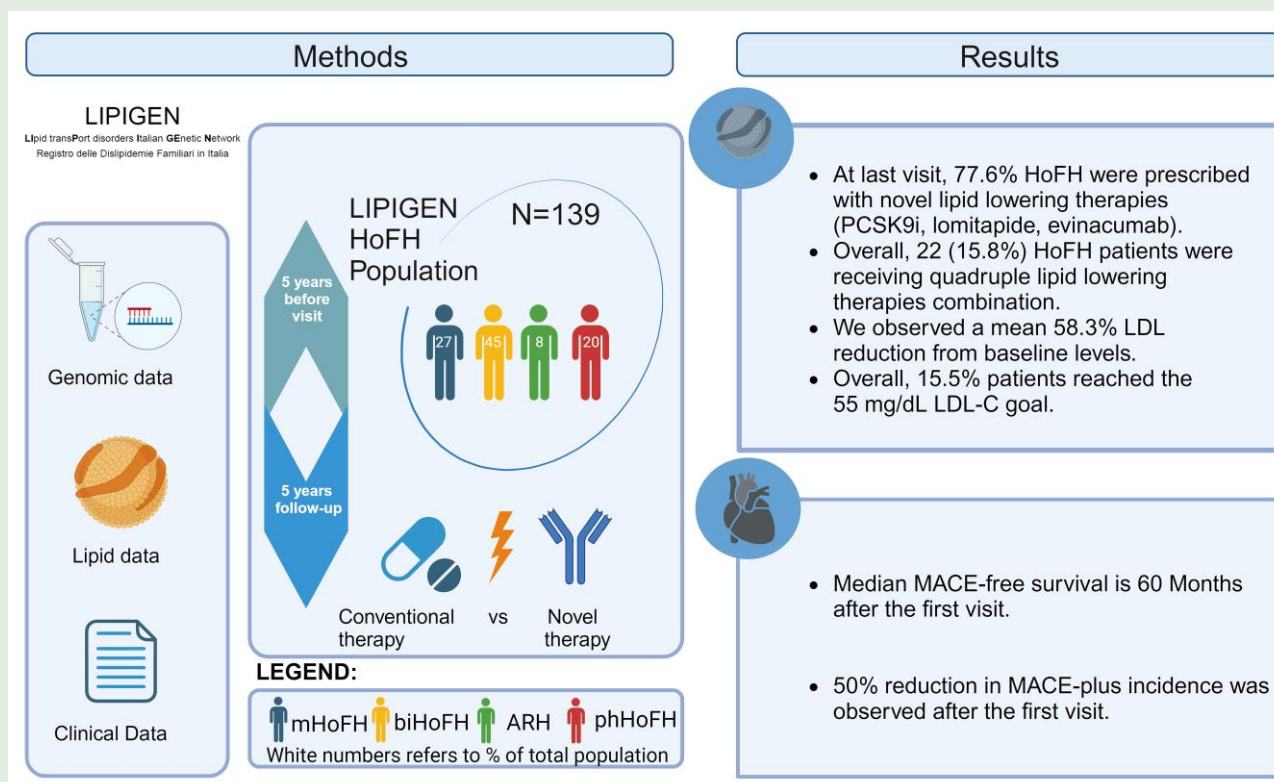 Methods
LIPIGEN
LIpid transPort disorders Italian GEnetic Network
Registro delle Dislipidemie Familiari in Italia
Genomic data
Lipid data
Clinical Data
LIPIGEN
HoFH
Population
N=139
5 years
before
visit
27 45 8 20
5 years
follow-up
Conventional
therapy
vs
Novel
therapy
LEGEND:
mHoFH biHoFH ARH phHoFH
White numbers refers to % of total population
Results
• At last visit, 77.6% HoFH were prescribed
with novel lipid lowering therapies
(PCSK9i, lomitapide, evinacumab).
• Overall, 22 (15.8%) HoFH patients were
receiving quadruple lipid lowering
therapies combination.
• We observed a mean 58.3% LDL
reduction from baseline levels.
• Overall, 15.5% patients reached the
55 mg/dL LDL-C goal.
• Median MACE-free survival is 60 Months
after the first visit.
• 50% reduction in MACE-plus incidence was
observed after the first visit.